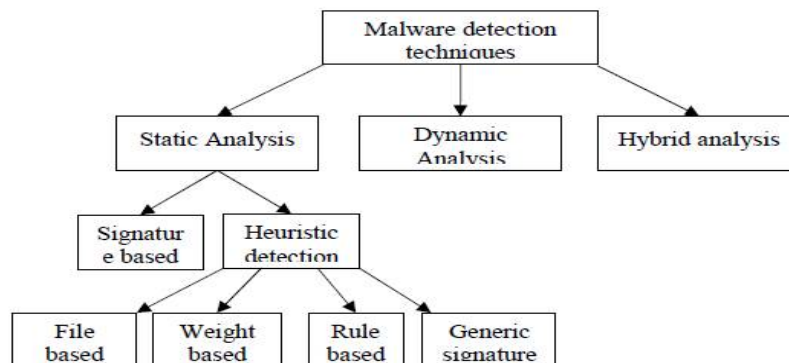 Malware detection
techniques
Static Analysis
Dynamic
Analysis
Hybrid analysis
Signatur
e based
Heuristic
detection
File
based
Weight
based
Rule
based
Generic
signature